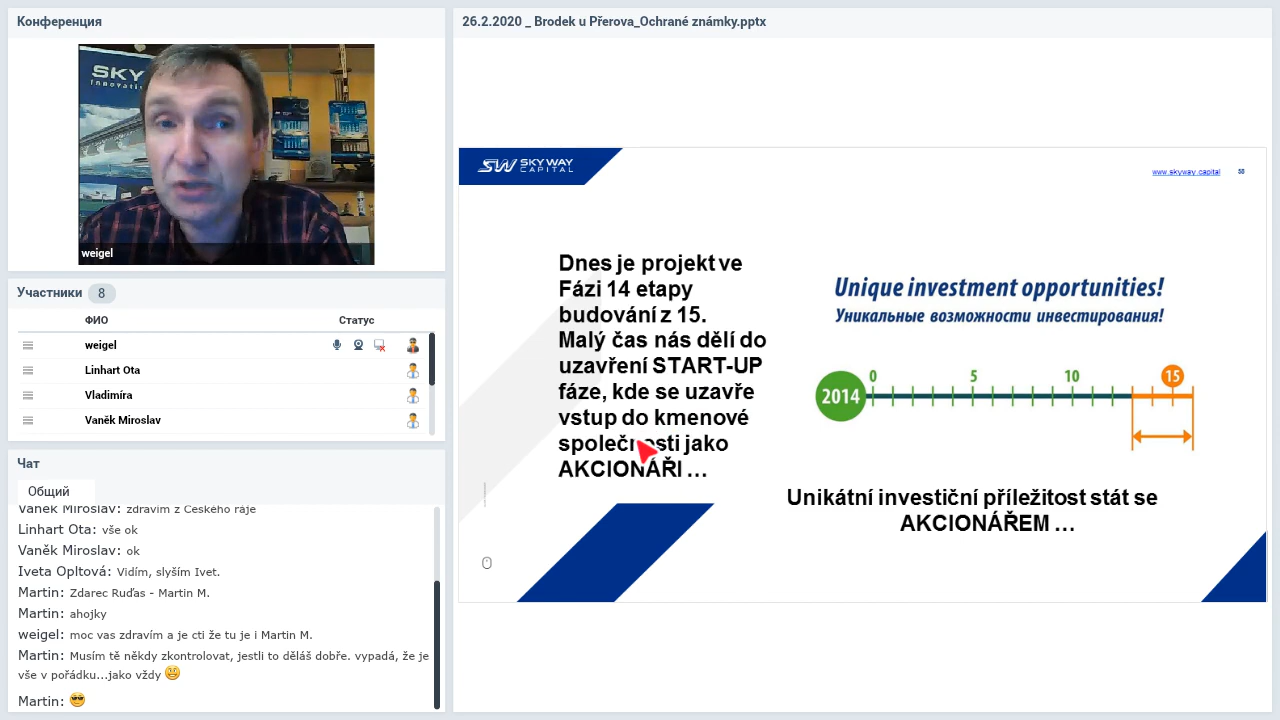 Конференция
SKY
Innovati
weigel
Участники 8
ФИО Статус
weigel
Linhart Ota
Vladimíra
Vaněk Miroslav
Чат
Общий
Vaněk Miroslav: zdravím z Českého ráje
Linhart Ota: vše ok
Vaněk Miroslav: ok
Iveta Opltová: Vidím, slyším Ivet.
Martin: Zdarec Ruďas - Martin M.
Martin: ahojky
weigel: moc vas zdravím a je cti že tu je i Martin M.
Martin: Musím tě někdy zkontrolovat, jestli to děláš dobře. vypadá, že je
vše v pořádku...jako vždy
Martin:
26.2.2020 _ Brodek u Přerova_Ochrané známky.pptx
SW SKY WAY
CAPITAL
www.skyway.capital
Dnes je projekt ve
Fázi 14 etapy
budování z 15.
Malý čas nás dělí do
uzavření START-UP
fáze, kde se uzavře
vstup do kmenové
společnosti jako
AKCIONÁŘI ...
Unique investment opportunities!
Уникальные возможности инвестирования!
2014 0 5 10 15
Unikátní investiční příležitost stát se
AKCIONÁŘEM ...